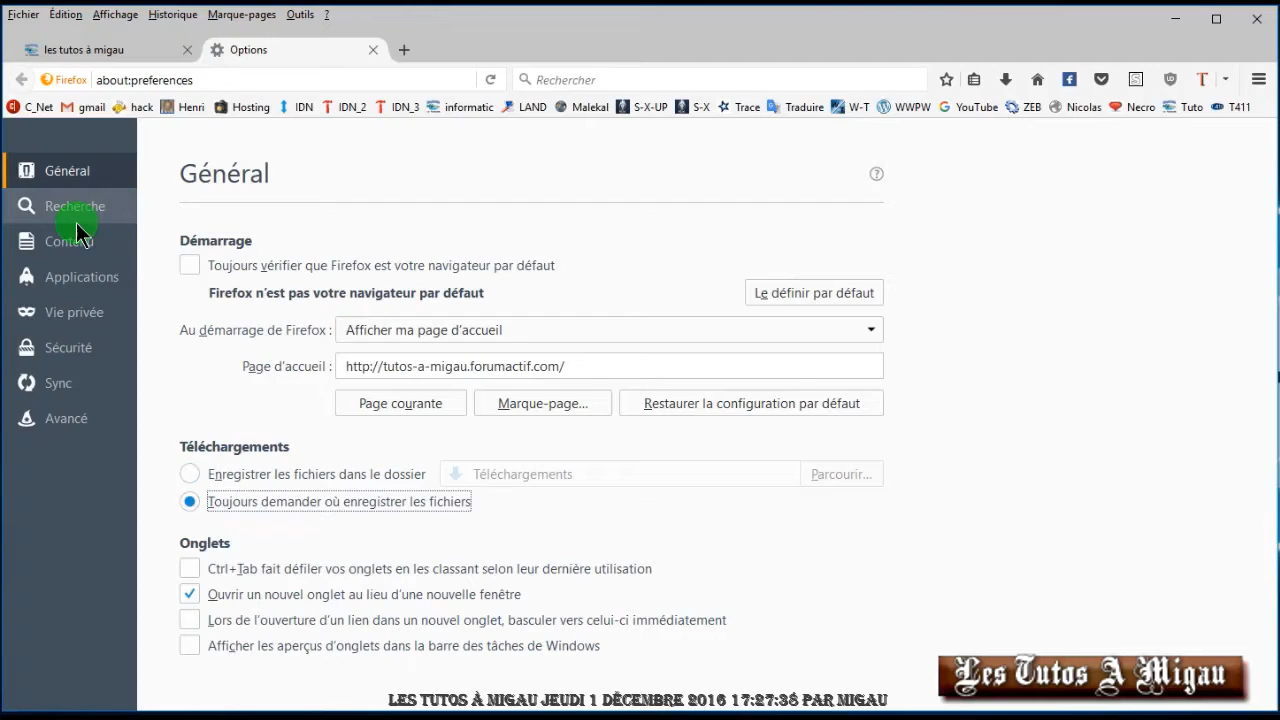 Fichier Édition Affichage Historique Marque-pages Outils ?
les tutos à migau Options
Firefox about:preferences Rechercher
C_Net gmail hack Henri Hosting IDN IDN_2 IDN_3 informatic LAND Malekal S-X-UP S-X Trace Traduire W-T WWPW YouTube ZEB Nicolas Necro Tuto T411
Général
Recherche
Applications
Vie privée
Sécurité
Sync
Avancé
Général
Démarrage
Toujours vérifier que Firefox est votre navigateur par défaut
Firefox n'est pas votre navigateur par défaut Le définir par défaut
Au démarrage de Firefox : Afficher ma page d'accueil
Page d'accueil : http://tutos-a-migau.forumactif.com/
Page courante Marque-page... Restaurer la configuration par défaut
Téléchargements
Enregistrer les fichiers dans le dossier Téléchargements Parcourir...
Toujours demander où enregistrer les fichiers
Onglets
Ctrl+Tab fait défiler vos onglets en les classant selon leur dernière utilisation
Ouvrir un nouvel onglet au lieu d'une nouvelle fenêtre
Lors de l'ouverture d'un lien dans un nouvel onglet, basculer vers celui-ci immédiatement
Afficher les aperçus d'onglets dans la barre des tâches de Windows
Les Tutos A Migau
LES TUTOS À MIGAU JEUDI 1 DÉCEMBRE 2016 17:27:38 PAR MIGAU